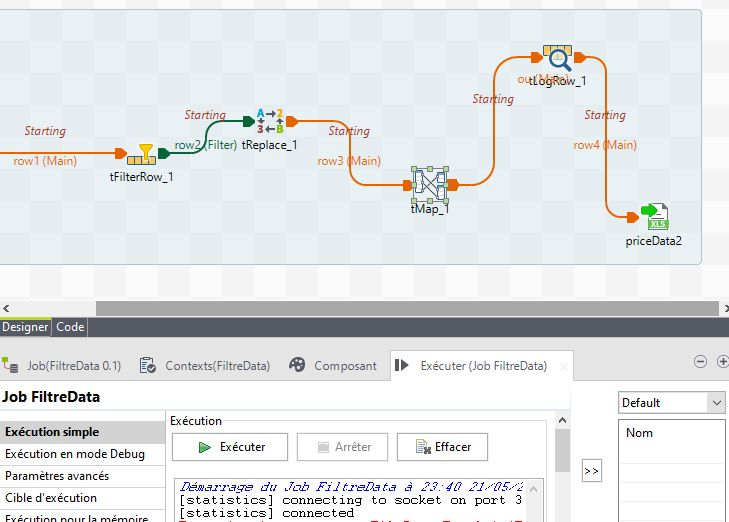 ou (Main)
tLogRow_1
Starting
Starting
Starting
Starting
Starting
row1 (Main)
row2 (Filter)
tReplace_1
row3 (Main)
row4 (Main)
tFilterRow_1
tMap_1
XLS
priceData2
Designer
Code
Job(FiltreData 0.1)
Contexts(FiltreData)
Composant
Exécuter (Job FiltreData)
Job FiltreData
Exécution
Default
Exécution simple
Exécuter
Arrêter
Effacer
Nom
Exécution en mode Debug
Paramètres avancés
>>
Démarrage du Job FiltreData à 23:40 21/05/2
Cible d'exécution
[statistics] connecting to socket on port 3
[statistics] connected
Exécution pour la mémoire